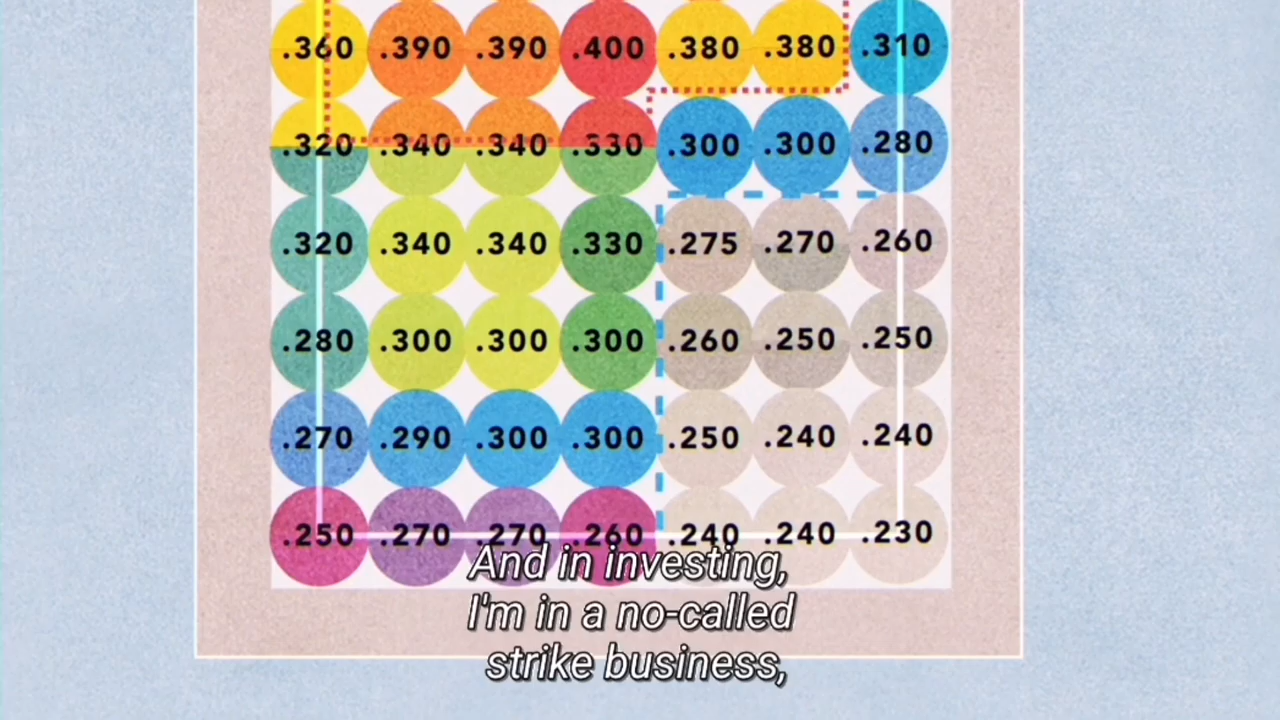 .360 .390 .390 .400 .380 .380 .310
.320 .340 .340 .330 .300 .300 .280
.320 .340 .340 .330 .275 .270 .260
.280 .300 .300 .300 .260 .250 .250
.270 .290 .300 .300 .250 .240 .240
.250 .270 .270 .260 .240 .240 .230
And in investing,
I'm in a no-called
strike business,